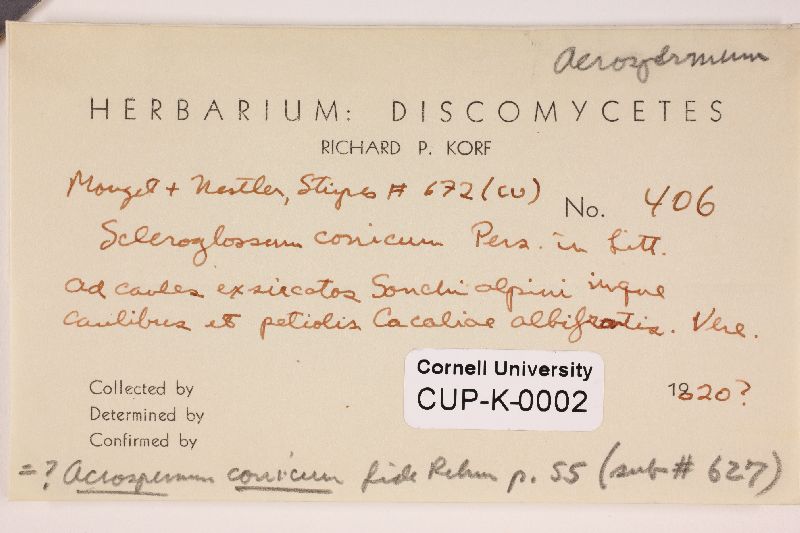 Acrospermum
HERBARIUM: DISCOMYCETES
RICHARD P. KORF
Mouget + Nestler, Stirpes # 672 (CU) No. 406
Scleroglossum conicum Pers. in Litt.
ad caules exsiccatos Sonchi alpini inque
caulibus et petiolis Cacaliae albifrontis. Vere.
Cornell University
CUP-K-0002
Collected by 1820?
Determined by
Confirmed by
=? Acrospermum conicum fide Rehm p. 55 (sub # 627)